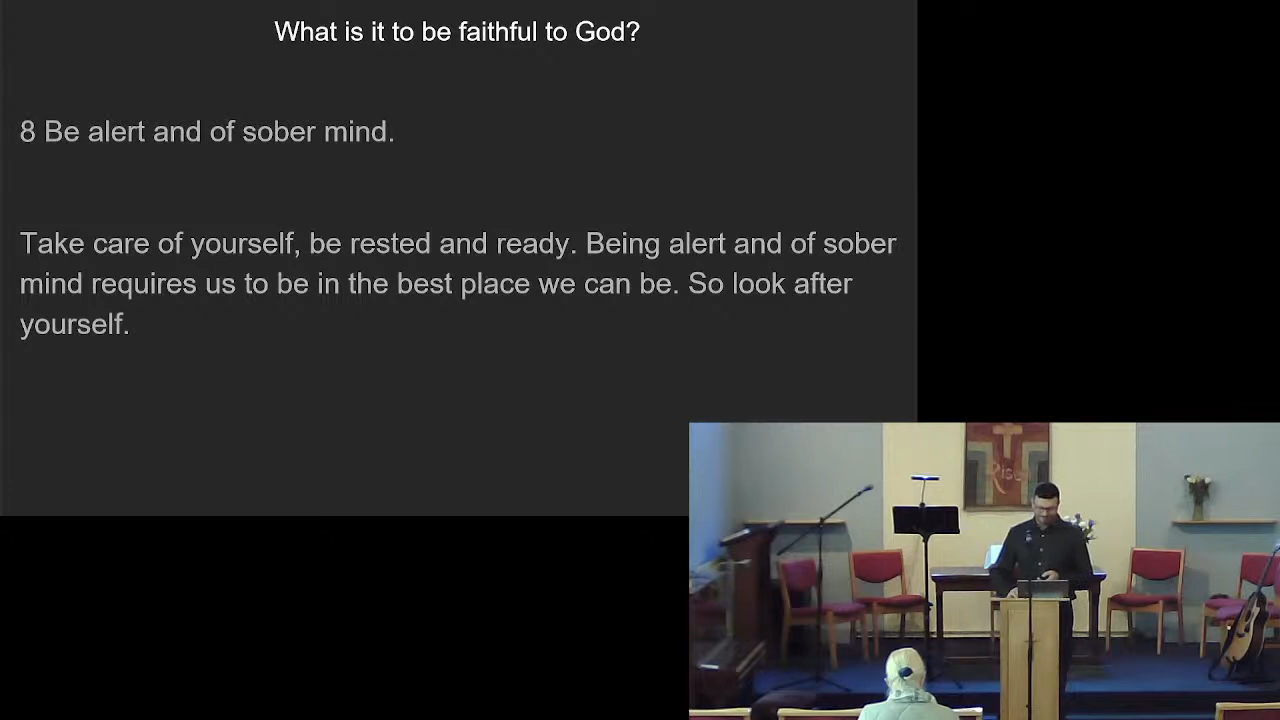 What is it to be faithful to God?
8 Be alert and of sober mind.
Take care of yourself, be rested and ready. Being alert and of sober
mind requires us to be in the best place we can be. So look after
yourself.